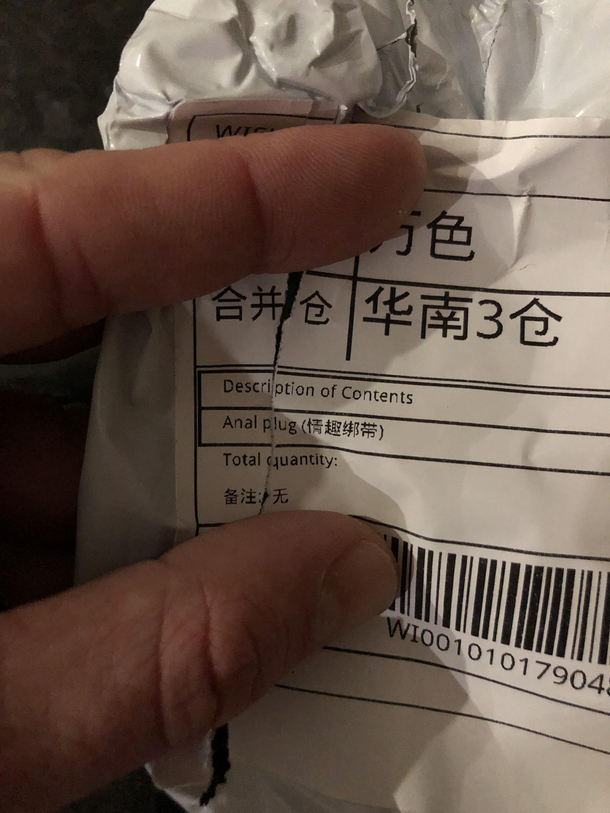 万色
合并仓 华南3仓
Description of Contents
Anal plug (情趣绑带)
Total quantity:
备注: 无